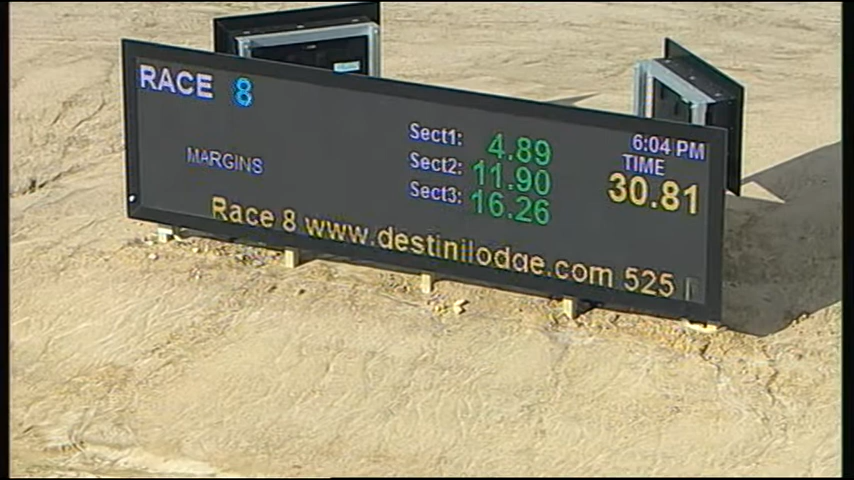 RACE 8
6:04 PM
TIME
30.81
MARGINS
Sect1: 4.89
Sect2: 11.90
Sect3: 16.26
Race 8 www.destinilodge.com 525